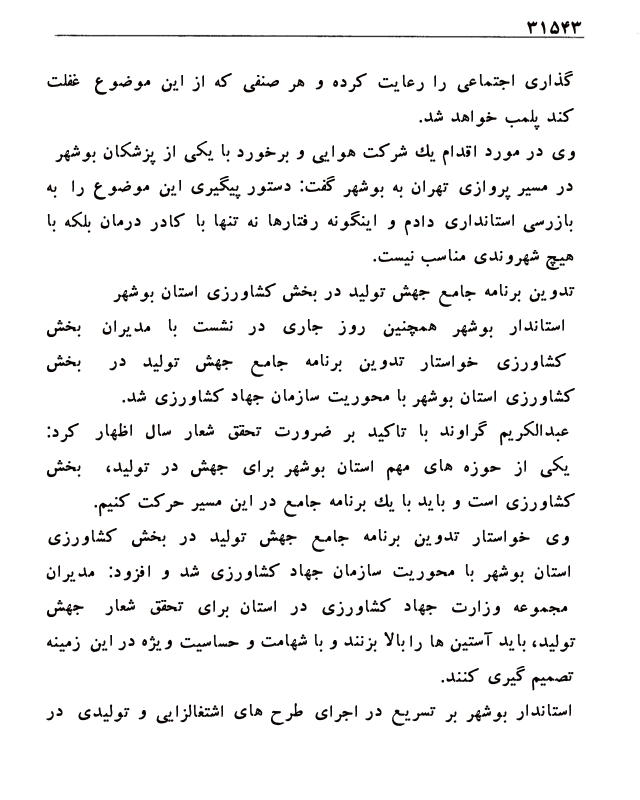 ۳۱۵۴۳
گذاری اجتماعی را رعایت کرده و هر صنفی که از این موضوع غفلت
کند پلمب خواهد شد.
وی در مورد اقدام یك شرکت هوایی و برخورد با یکی از پزشکان بوشهر
در مسیر پروازی تهران به بوشهر گفت: دستور پیگیری این موضوع را به
بازرسی استانداری دادم و اینگونه رفتارها نه تنها با کادر درمان بلکه با
هیچ شهروندی مناسب نیست.
تدوین برنامه جامع جهش تولید در بخش کشاورزی استان بوشهر
استاندار بوشهر همچنین روز جاری در نشست با مدیران بخش
کشاورزی خواستار تدوین برنامه جامع جهش تولید در بخش
کشاورزی استان بوشهر با محوریت سازمان جهاد کشاورزی شد.
عبدالکریم گراوند با تاکید بر ضرورت تحقق شعار سال اظهار کرد:
یکی از حوزه های مهم استان بوشهر برای جهش در تولید، بخش
کشاورزی است و باید با یك برنامه جامع در این مسیر حرکت کنیم.
وی خواستار تدوین برنامه جامع جهش تولید در بخش کشاورزی
استان بوشهر با محوریت سازمان جهاد کشاورزی شد و افزود: مدیران
مجموعه وزارت جهاد کشاورزی در استان برای تحقق شعار جهش
تولید، باید آستین ها را بالا بزنند و با شهامت و حساسیت ویژه در این زمینه
تصمیم گیری کنند.
استاندار بوشهر بر تسریع در اجرای طرح های اشتغالزایی و تولیدی در